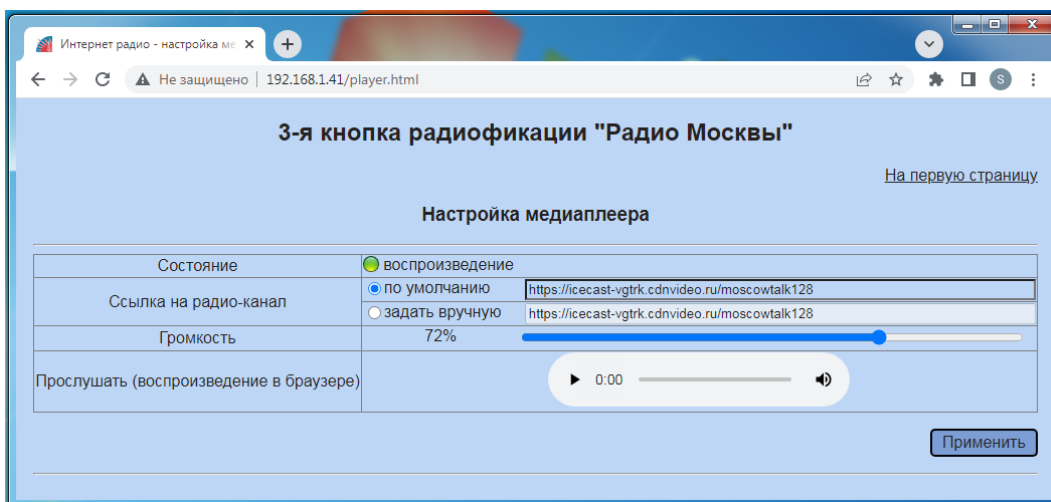 Интернет радио - настройка ме
Не защищено | 192.168.1.41/player.html
S
3-я кнопка радиофикации "Радио Москвы"
На первую страницу
Настройка медиаплеера
Состояние
воспроизведение
Ссылка на радио-канал
по умолчанию
https://icecast-vgtrk.cdnvideo.ru/moscowtalk128
задать вручную
https://icecast-vgtrk.cdnvideo.ru/moscowtalk128
Громкость
72%
Прослушать (воспроизведение в браузере)
0:00
Применить